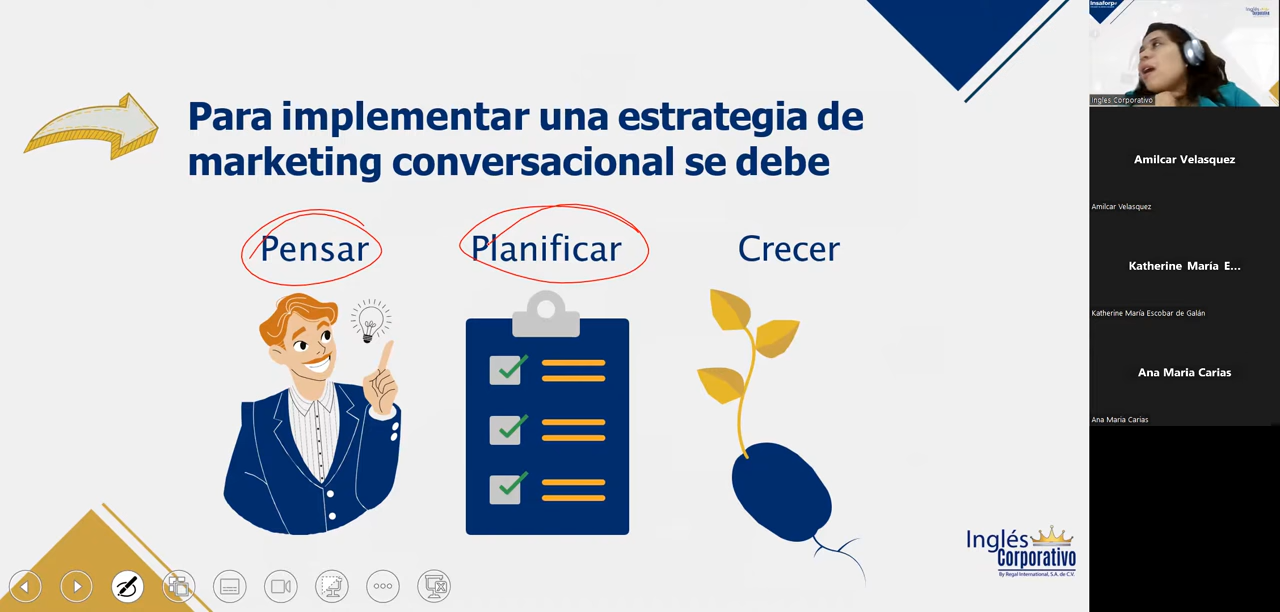 Para implementar una estrategia de
marketing conversacional se debe
Pensar
Planificar
Crecer
Inglés
Corporativo
By Regal International, S.A. de C.V.
Insaforp
Inglés Corporativo
Amilcar Velasquez
Amilcar Velasquez
Katherine María E...
Katherine María Escobar de Galán
Ana Maria Carias
Ana Maria Carias